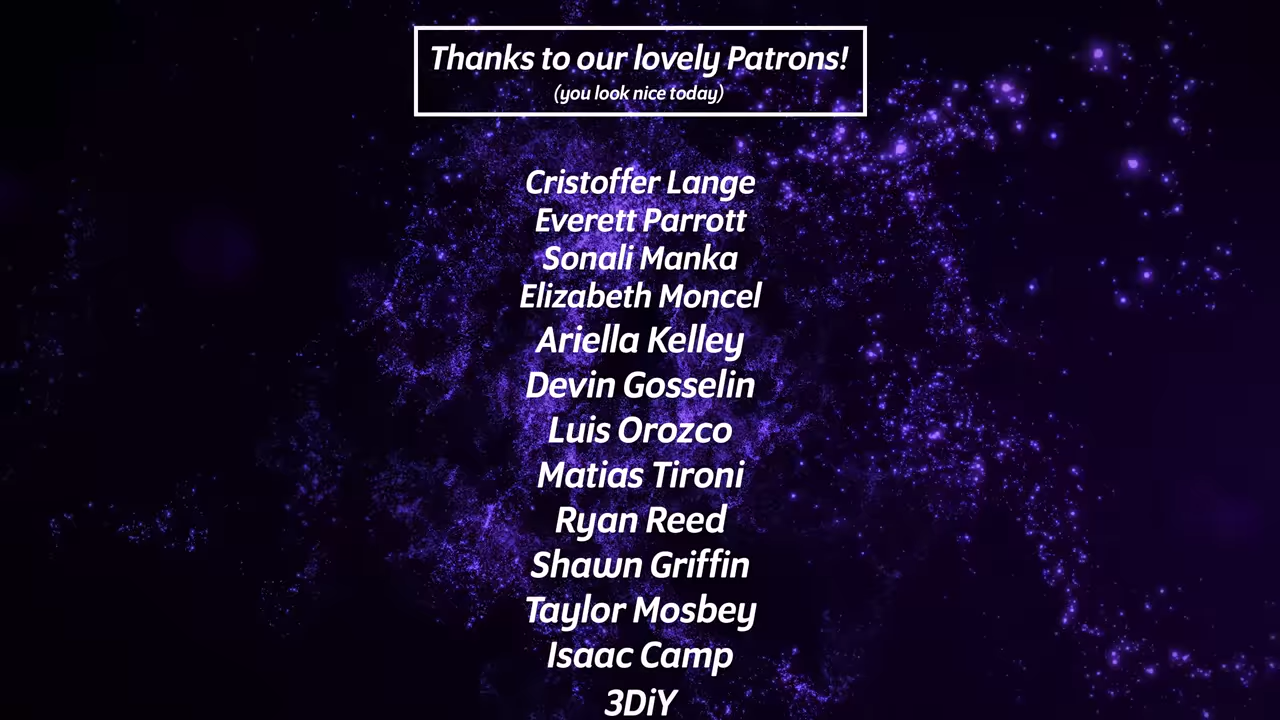 Thanks to our lovely Patrons!
(you look nice today)
Cristoffer Lange
Everett Parrott
Sonali Manka
Elizabeth Moncel
Ariella Kelley
Devin Gosselin
Luis Orozco
Matias Tironi
Ryan Reed
Shawn Griffin
Taylor Mosbey
Isaac Camp
3DiY